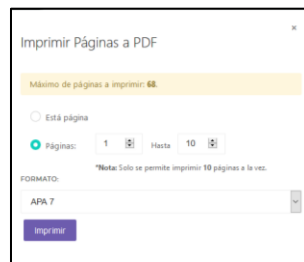 ×
Imprimir Páginas a PDF
Máximo de páginas a imprimir: 68.
Está página
Páginas: 1 Hasta 10
*Nota: Solo se permite imprimir 10 páginas a la vez.
FORMATO:
APA 7
Imprimir